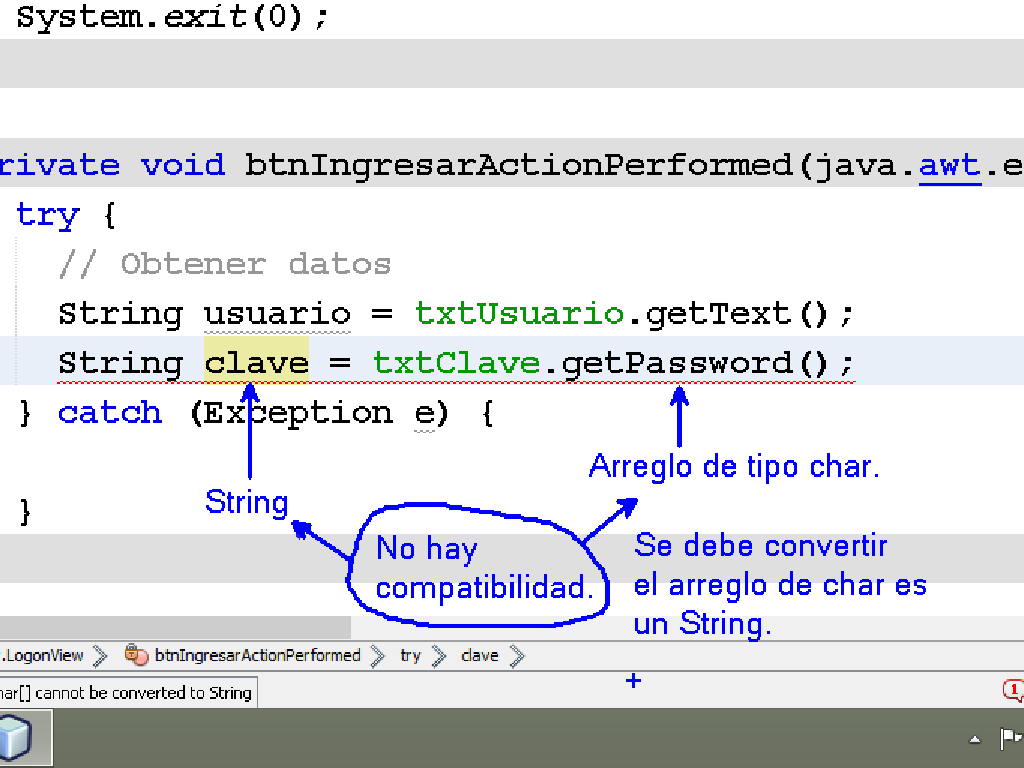 System.exit(0);
rivate void btnIngresarActionPerformed(java.awt.e
try {
// Obtener datos
String usuario = txtUsuario.getText();
String clave = txtClave.getPassword();
} catch (Exception e) {
Arreglo de tipo char.
String
}
No hay
compatibilidad.
Se debe convertir
el arreglo de char es
un String.
.LogonView btnIngresarActionPerformed try clave
har[] cannot be converted to String
1